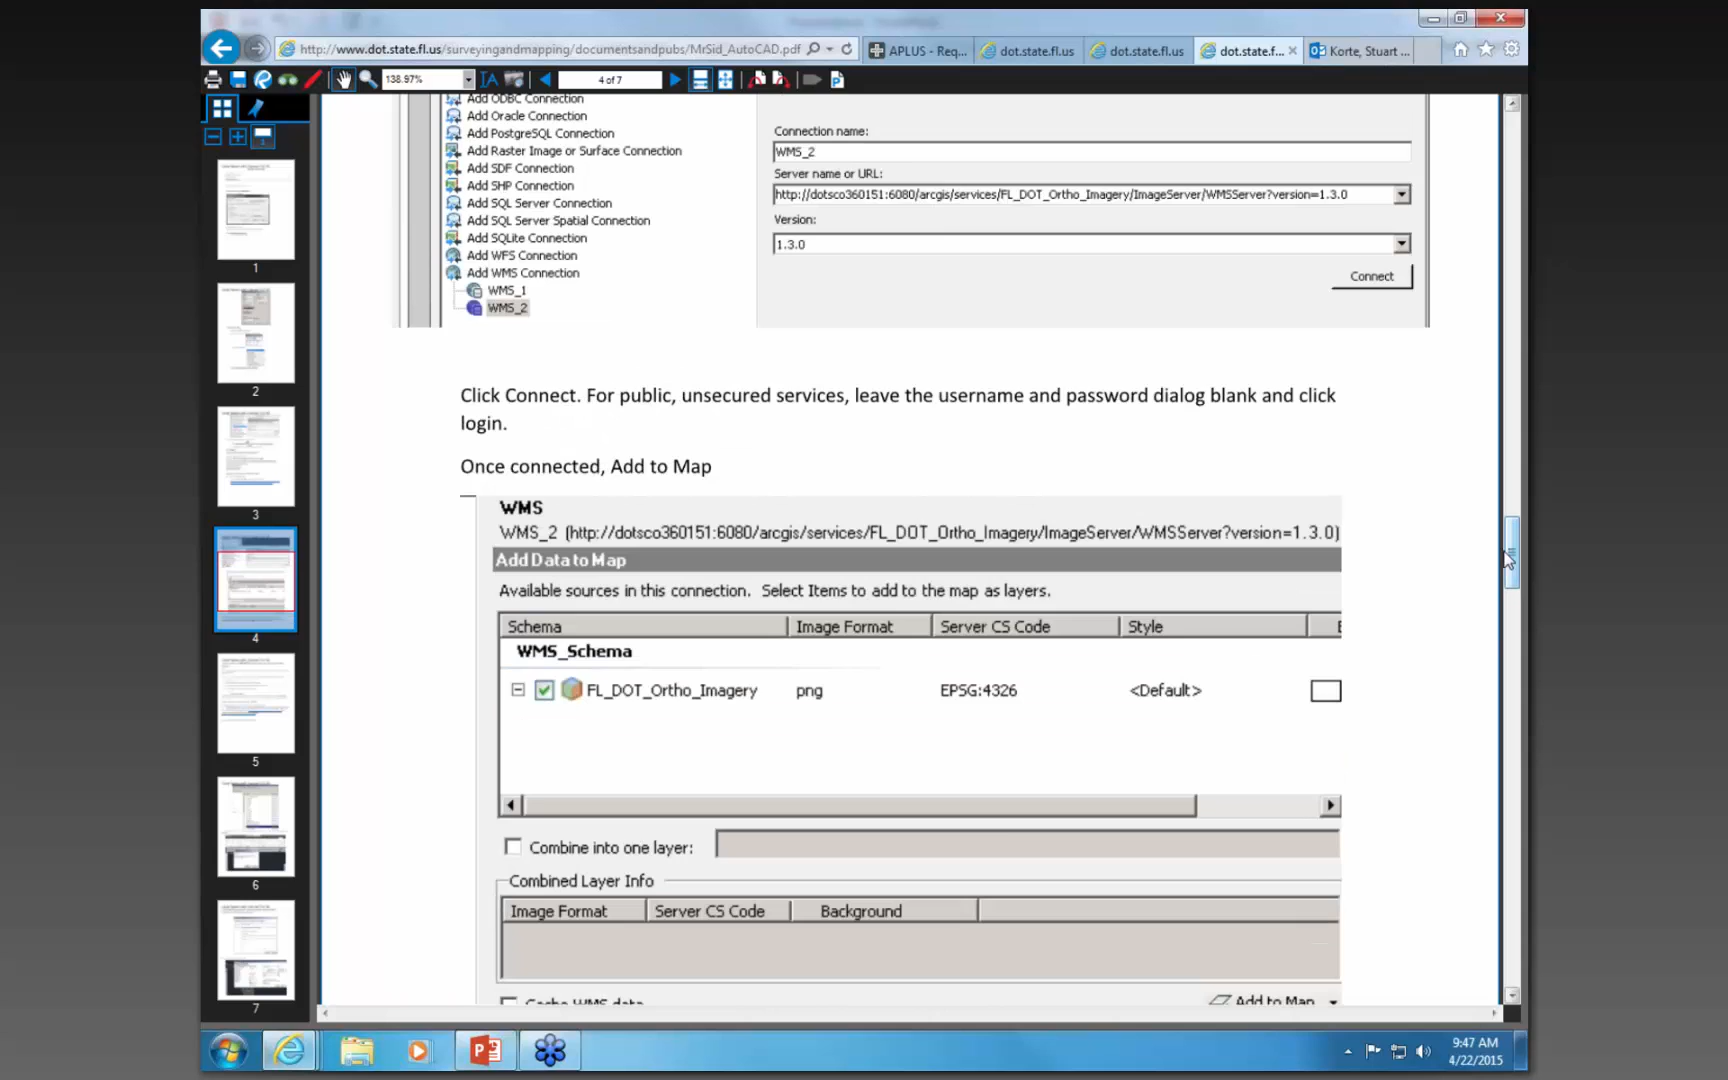 http://www.dot.state.fl.us/surveyingandmapping/documentsandpubs/MrSid_AutoCAD.pdf
APLUS - Req...
dot.state.fl.us
dot.state.fl.us
dot.state.f...
Korte, Stuart ...
138.97%
4 of 7
Add ODBC Connection
Add Oracle Connection
Add PostgreSQL Connection
Add Raster Image or Surface Connection
Add SDF Connection
Add SHP Connection
Add SQL Server Connection
Add SQL Server Spatial Connection
Add SQLite Connection
Add WFS Connection
Add WMS Connection
WMS_1
WMS_2
Connection name:
WMS_2
Server name or URL:
http://dotsco360151:6080/arcgis/services/FL_DOT_Ortho_Imagery/ImageServer/WMSServer?version=1.3.0
Version:
1.3.0
Connect
Click Connect. For public, unsecured services, leave the username and password dialog blank and click
login.
Once connected, Add to Map
WMS
WMS_2 (http://dotsco360151:6080/arcgis/services/FL_DOT_Ortho_Imagery/ImageServer/WMSServer?version=1.3.0)
Add Data to Map
Available sources in this connection. Select Items to add to the map as layers.
Schema Image Format Server CS Code Style
WMS_Schema
FL_DOT_Ortho_Imagery png EPSG:4326 <Default>
Combine into one layer:
Combined Layer Info
Image Format Server CS Code Background
Cache WMS data
Add to Map
1
2
3
4
5
6
7
9:47 AM
4/22/2015